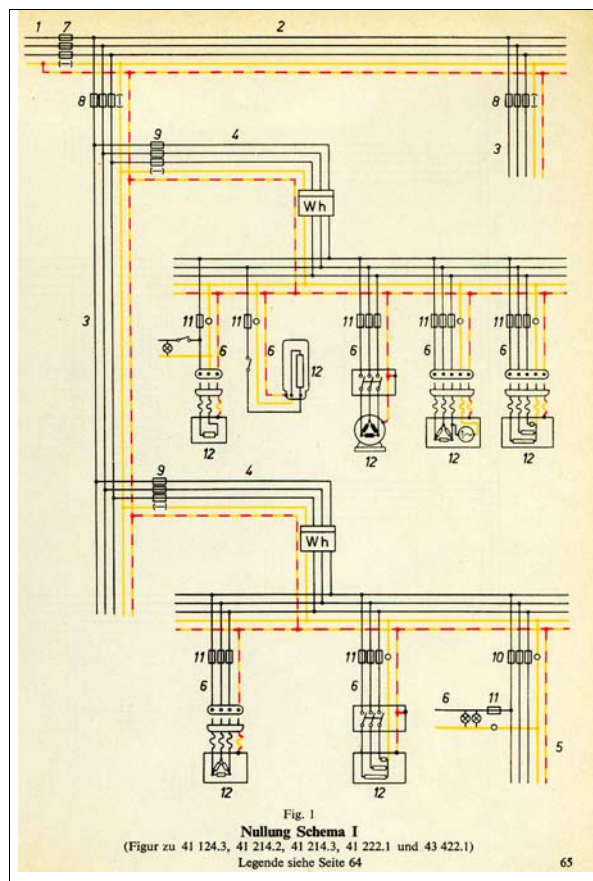 1 7 2
8 8
9 4 3
Wh
3
11 11 11 11 11
6 6 6 6 6
12
12 12 12 12
9 4
Wh
11 11 10
6 6 6 11
5
12 12
Fig. 1
Nullung Schema I
(Figur zu 41 124.3, 41 214.2, 41 214.3, 41 222.1 und 43 422.1)
Legende siehe Seite 64 65